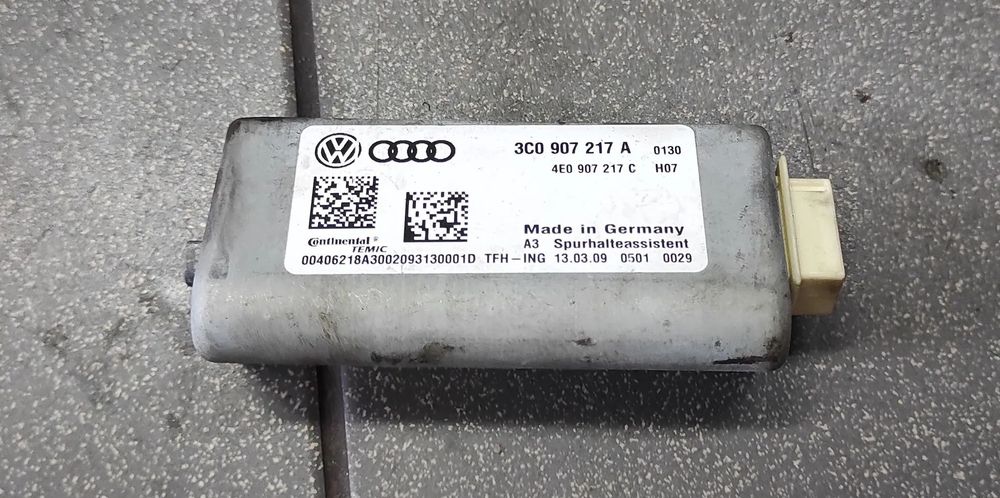 3C0 907 217 A 0130
4E0 907 217 C H07
Made in Germany
A3 Spurhalteassistent
Continental®
TEMIC
00406218A3002093130001D TFH-ING 13.03.09 0501 0029